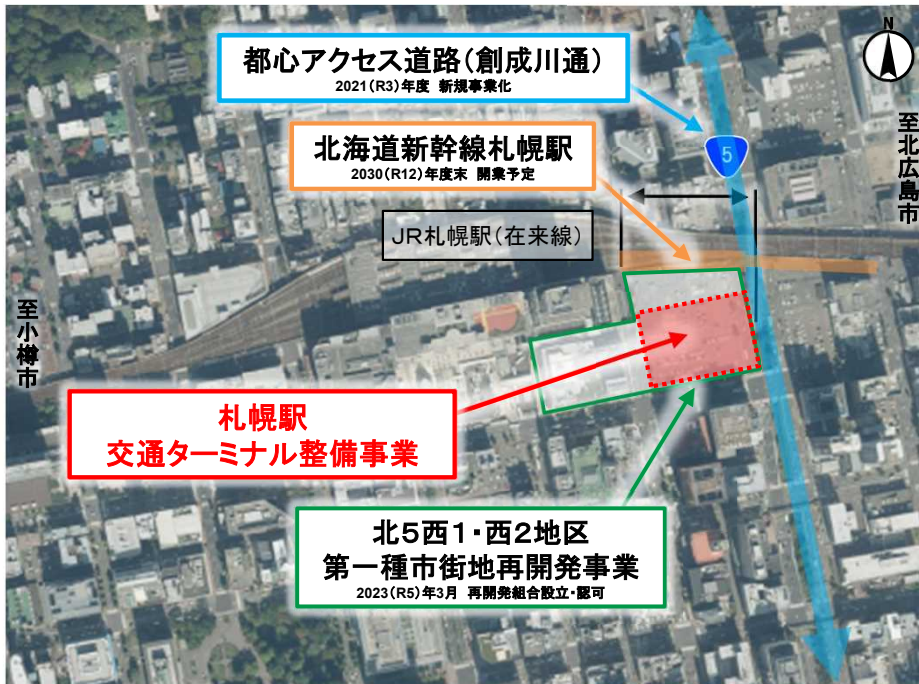 N
都心アクセス道路(創成川通)
2021(R3)年度 新規事業化
5
至北広島市
北海道新幹線札幌駅
2030(R12)年度末 開業予定
JR札幌駅(在来線)
至小樽市
札幌駅
交通ターミナル整備事業
北5西1・西2地区
第一種市街地再開発事業
2023(R5)年3月 再開発組合設立・認可